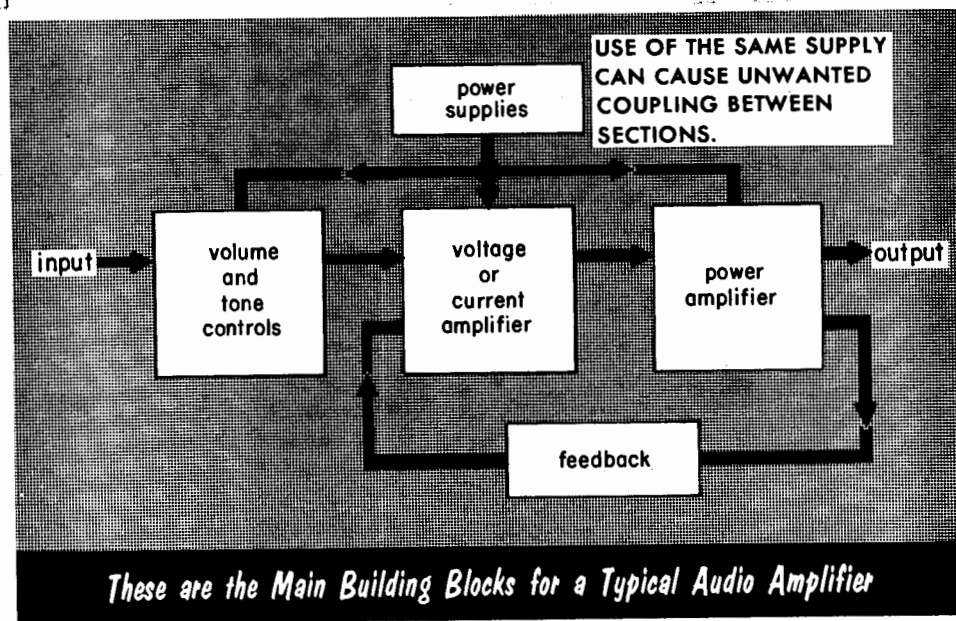 power
supplies
USE OF THE SAME SUPPLY
CAN CAUSE UNWANTED
COUPLING BETWEEN
SECTIONS.
input
volume
and
tone
controls
voltage
or
current
amplifier
power
amplifier
output
feedback
These are the Main Building Blocks for a Typical Audio Amplifier